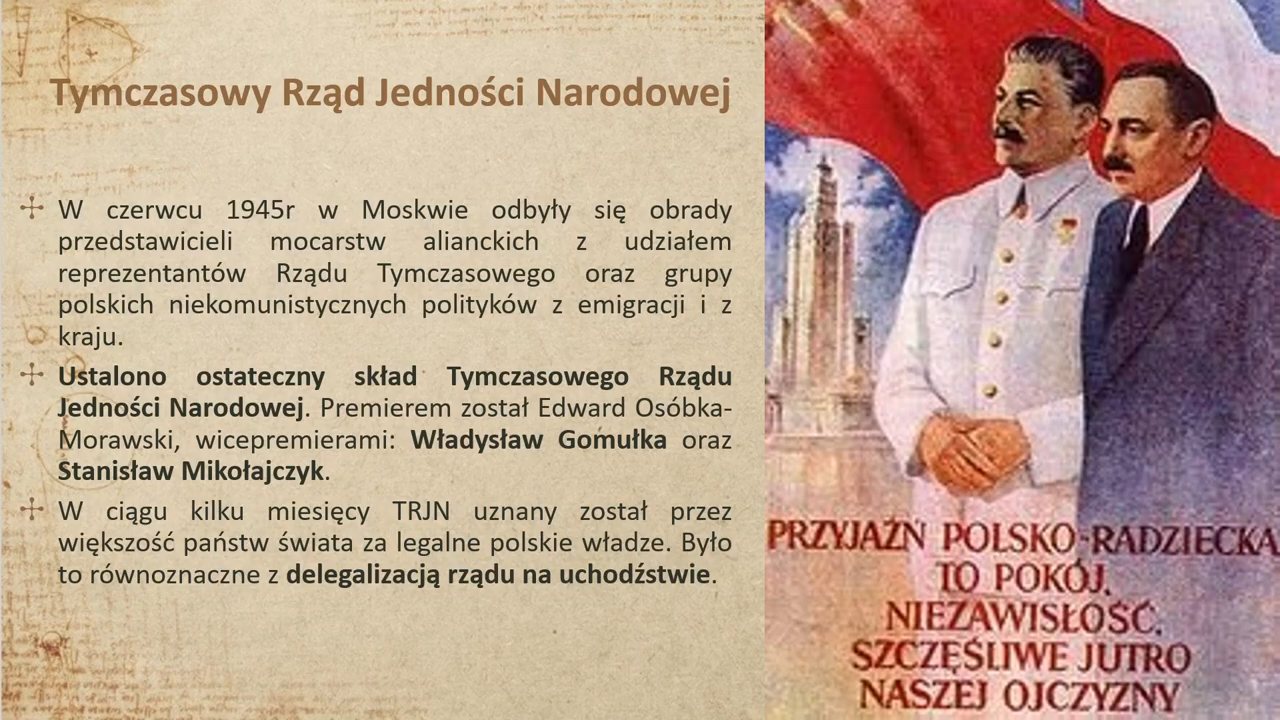 Tymczasowy Rząd Jedności Narodowej
W czerwcu 1945r w Moskwie odbyły się obrady
przedstawicieli mocarstw alianckich z udziałem
reprezentantów Rządu Tymczasowego oraz grupy
polskich niekomunistycznych polityków z emigracji i z
kraju.
Ustalono ostateczny skład Tymczasowego Rządu
Jedności Narodowej. Premierem został Edward Osóbka-
Morawski, wicepremierami: Władysław Gomułka oraz
Stanisław Mikołajczyk.
W ciągu kilku miesięcy TRJN uznany został przez
większość państw świata za legalne polskie władze. Było
to równoznaczne z delegalizacją rządu na uchodźstwie.
PRZYJAŹŃ POLSKO-RADZIECKA
TO POKÓJ,
NIEZAWISŁOŚĆ,
SZCZĘŚLIWE JUTRO
NASZEJ OJCZYZNY